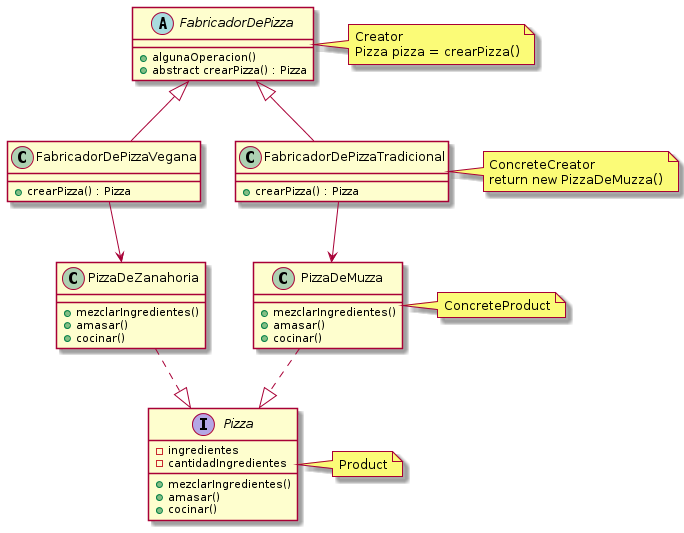 A FabricadorDePizza
algunaOperacion()
abstract crearPizza() : Pizza
Creator
Pizza pizza = crearPizza()
C FabricadorDePizzaVegana
crearPizza() : Pizza
C FabricadorDePizzaTradicional
crearPizza() : Pizza
ConcreteCreator
return new PizzaDeMuzza()
C PizzaDeZanahoria
mezclarIngredientes()
amasar()
cocinar()
C PizzaDeMuzza
mezclarIngredientes()
amasar()
cocinar()
ConcreteProduct
I Pizza
ingredientes
cantidadIngredientes
mezclarIngredientes()
amasar()
cocinar()
Product